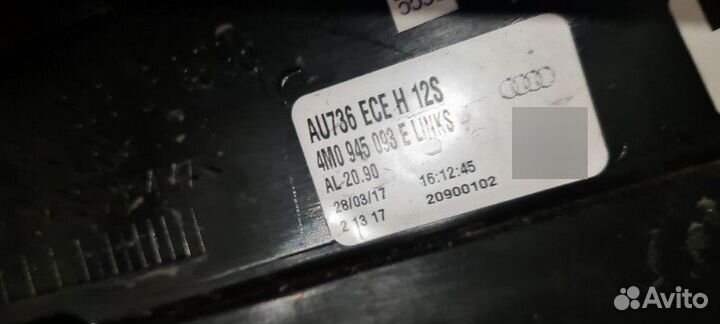 AU736 ECE H 12S
4M0 945 093 E LINKS
AL-20.90
28/03/17 16:12:45
2 13 17 20900102
Avito